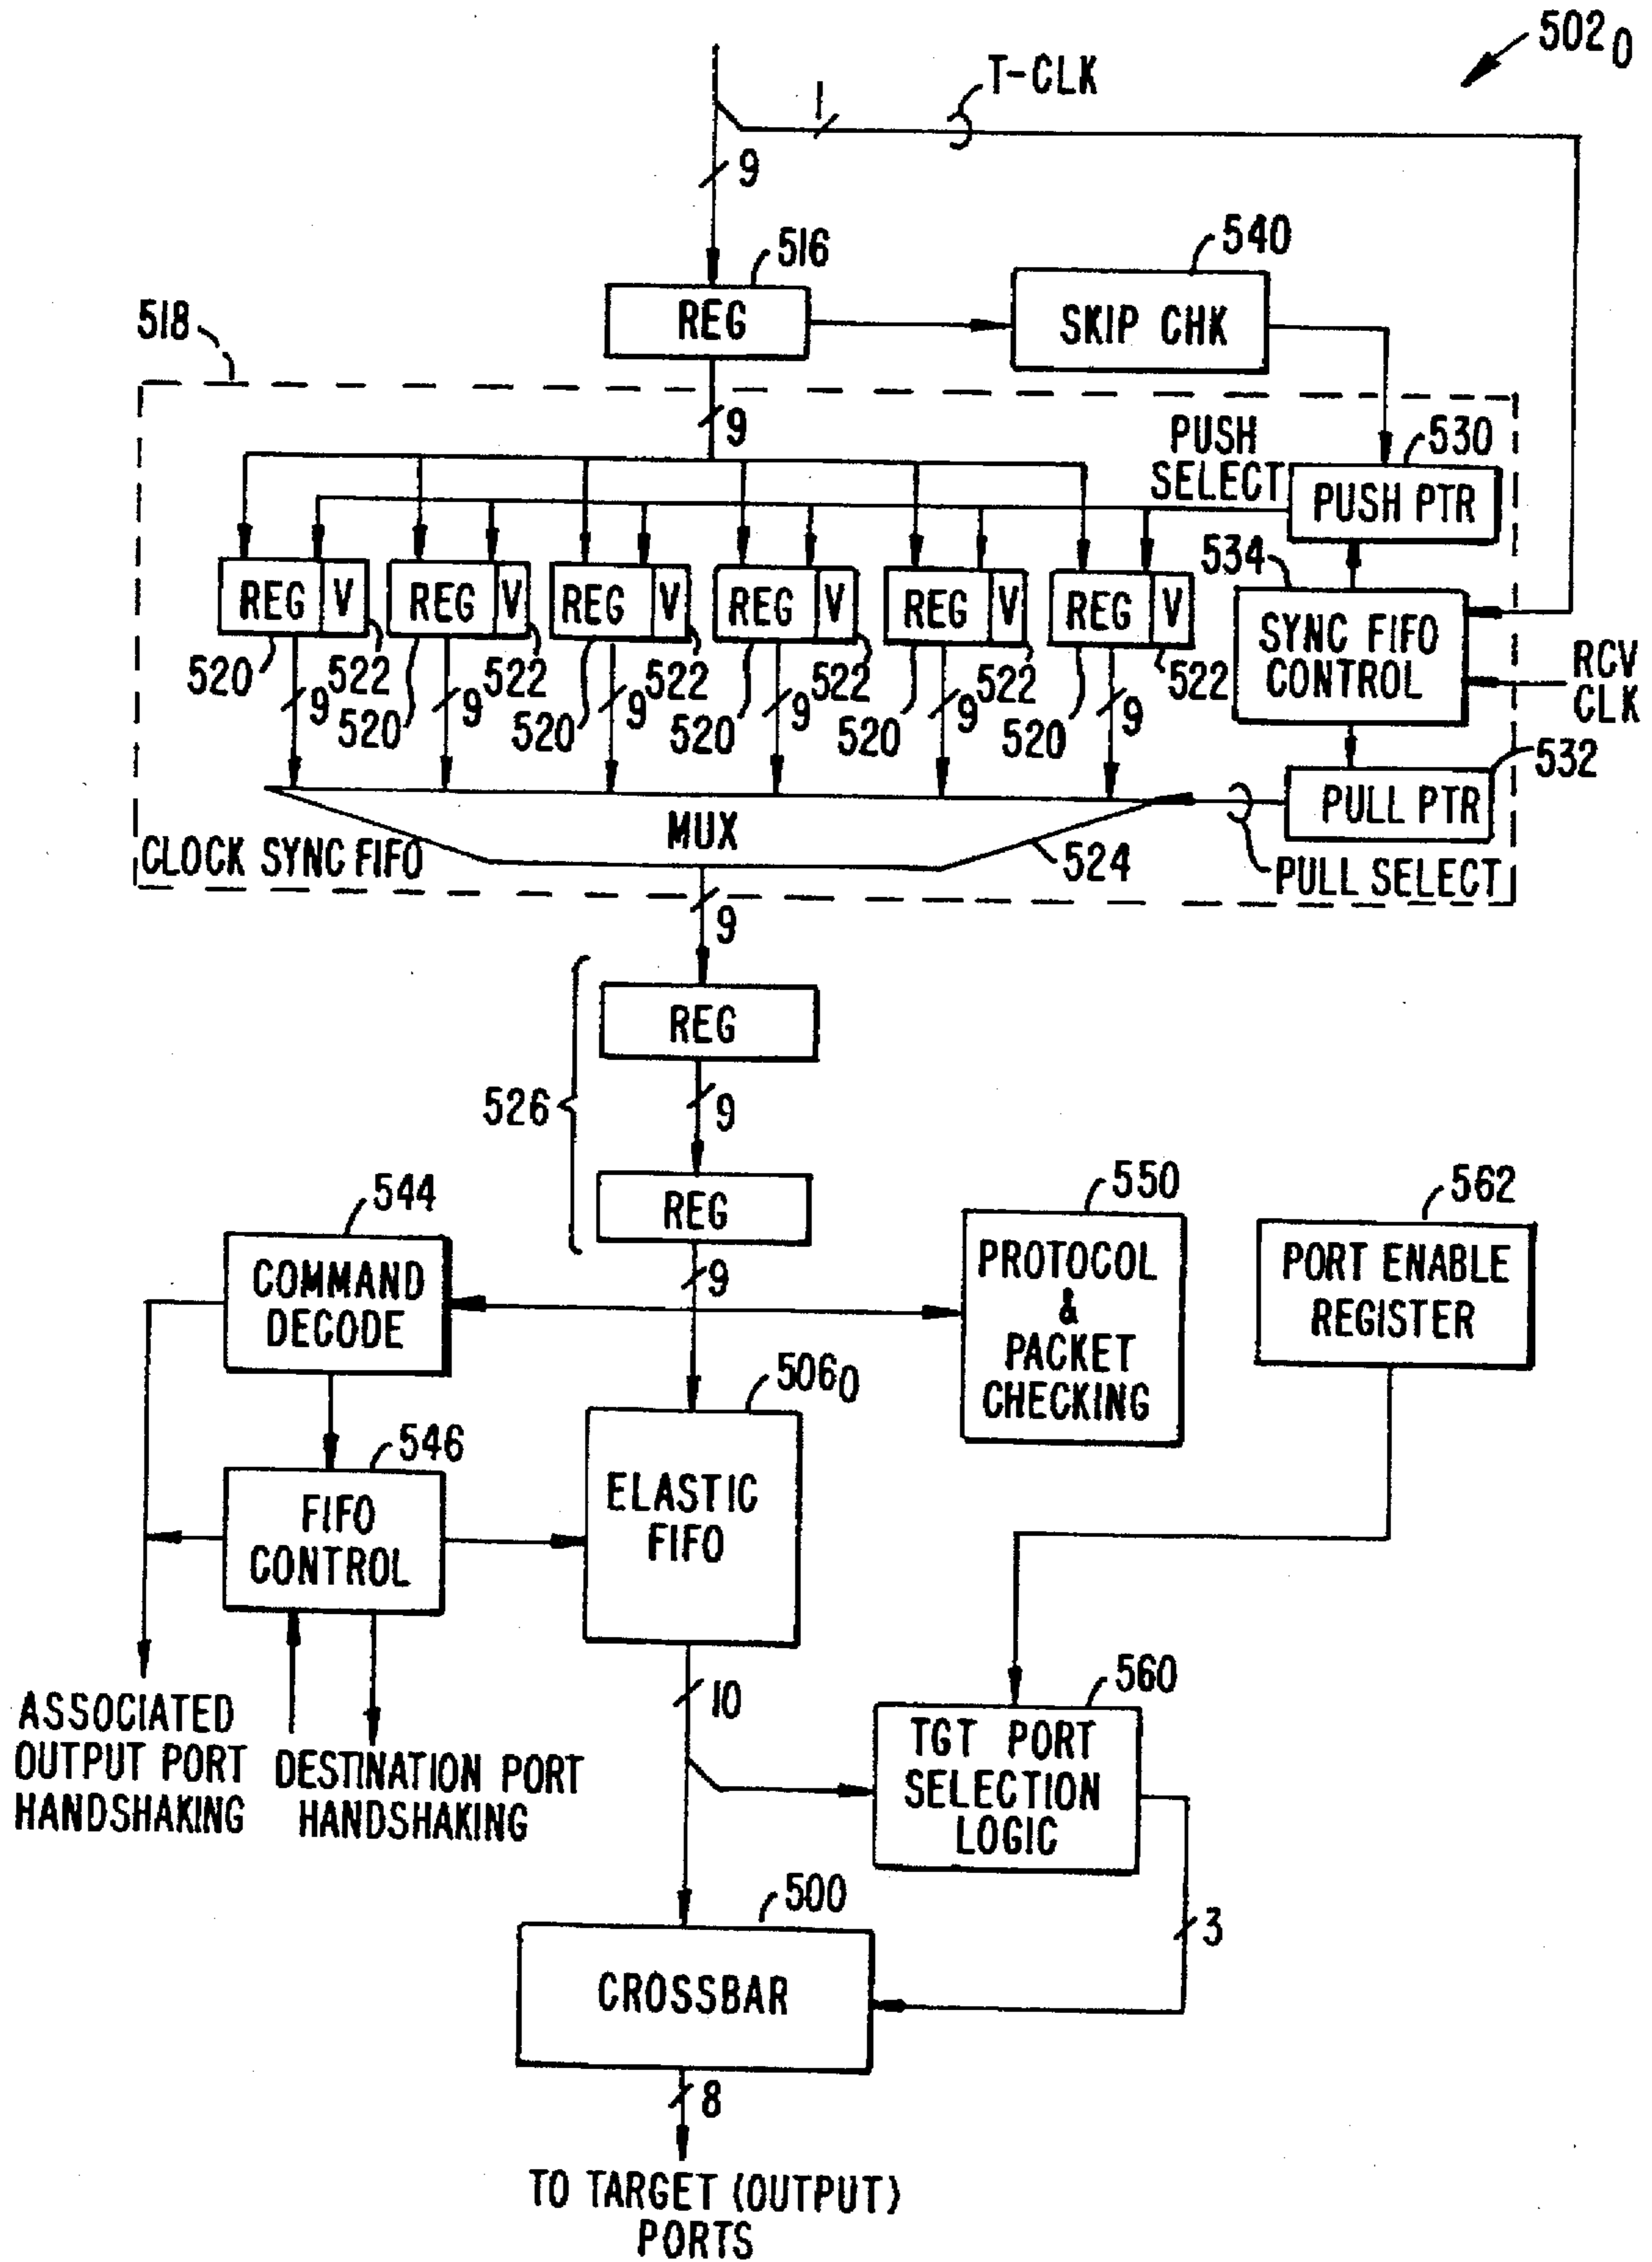 502₀
T-CLK
1
9
516
540
REG
SKIP CHK
518
9
PUSH
SELECT
530
PUSH PTR
534
REG V REG V REG V REG V REG V REG V
SYNC FIFO
CONTROL
RCV
CLK
520 522 520 522 520 522 520 522 520 522 520 522
9 9 9 9 9 9
532
PULL PTR
MUX
524
CLOCK SYNC FIFO
PULL SELECT
9
REG
526
9
REG
9
544
COMMAND
DECODE
550
PROTOCOL
&
PACKET
CHECKING
562
PORT ENABLE
REGISTER
506₀
546
FIFO
CONTROL
ELASTIC
FIFO
10
560
TGT PORT
SELECTION
LOGIC
ASSOCIATED
OUTPUT PORT
HANDSHAKING
DESTINATION PORT
HANDSHAKING
500
3
CROSSBAR
8
TO TARGET (OUTPUT)
PORTS